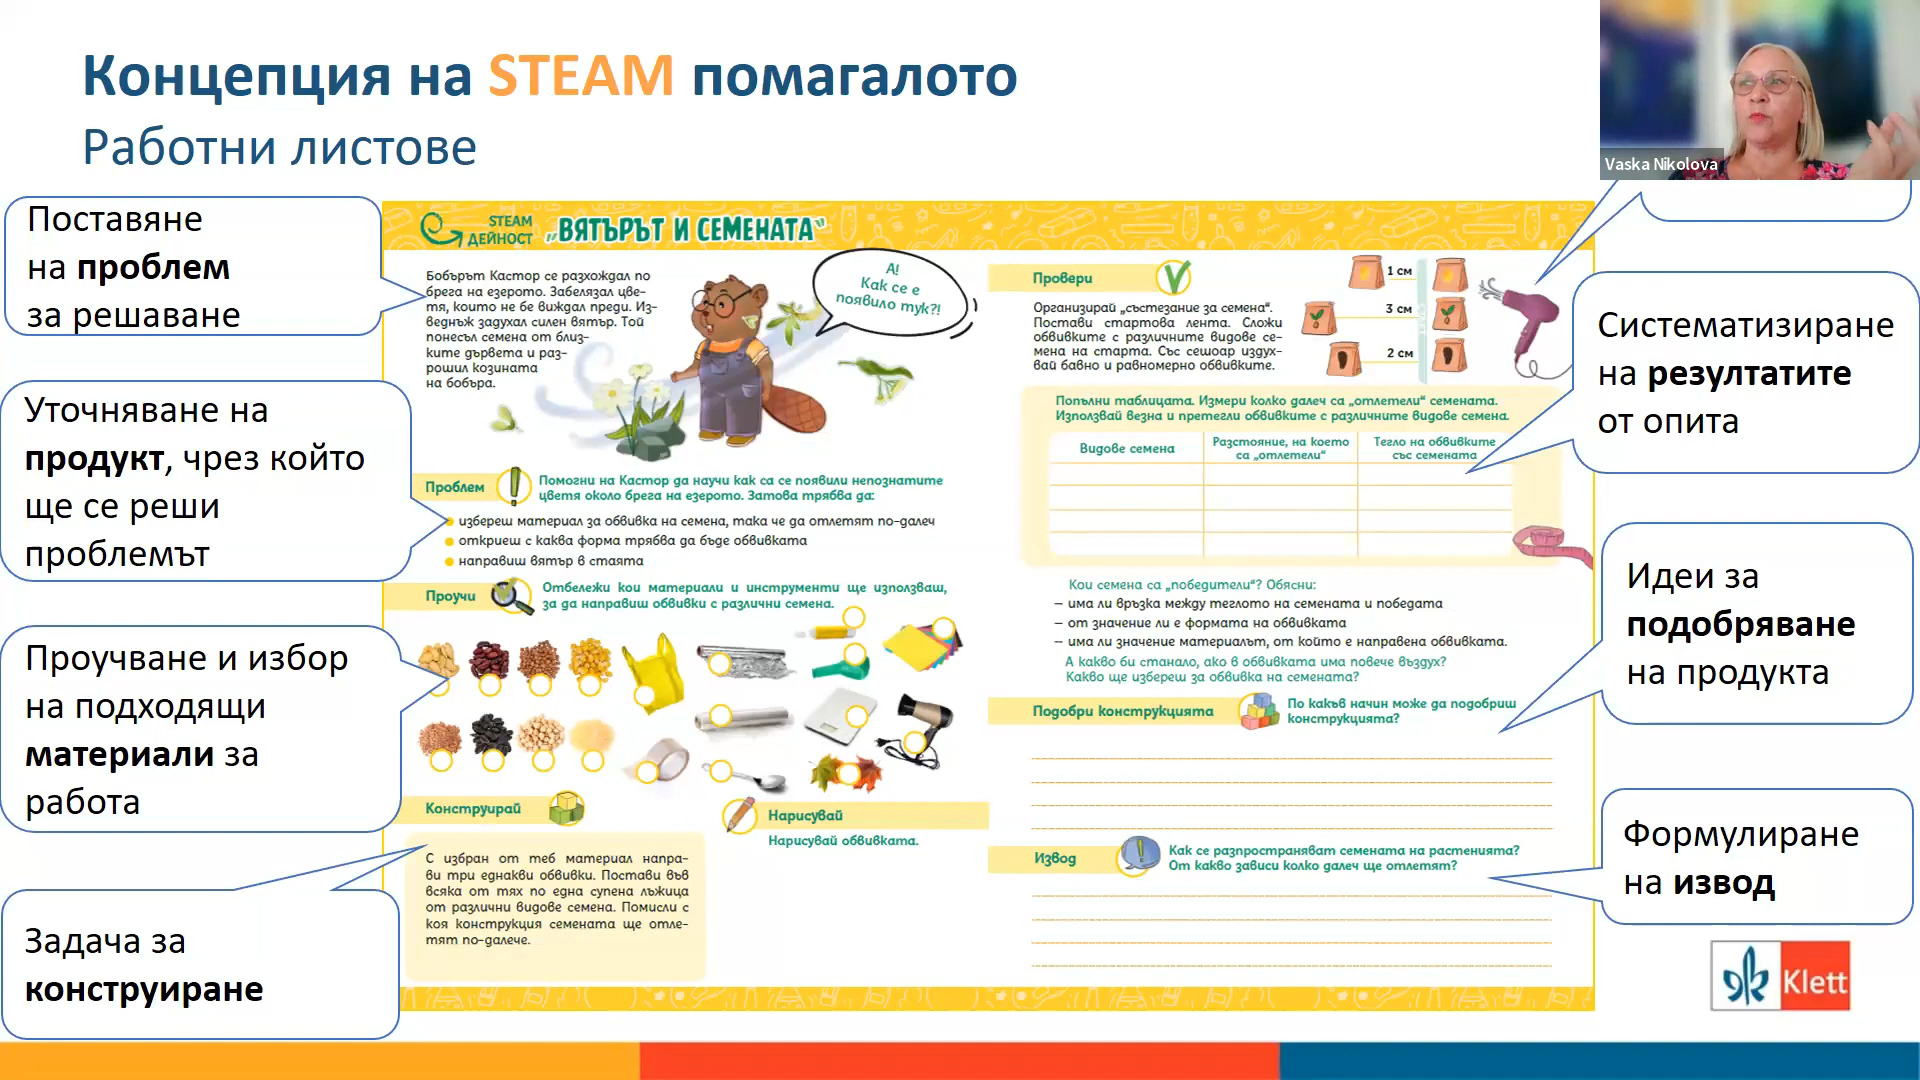 Концепция на STEAM помагалото
Работни листове
Vaska Nikolova
Поставяне
на проблем
за решаване
Уточняване на
продукт, чрез който
ще се реши
проблемът
Проучване и избор
на подходящи
материали за
работа
Задача за
конструиране
STEAM
ДЕЙНОСТ
„ВЯТЪРЪТ И СЕМЕНАТА“
Бобърът Кастор се разхождал по
брега на езерото. Забелязал цве-
тя, които не бе виждал преди. Из-
веднъж задухал силен вятър. Той
понесъл семена от близ-
ките дървета и раз-
рошил козината
на бобъра.
А!
Как се е
появило тук?!
Проблем
Помогни на Кастор да научи как са се появили непознатите
цветя около брега на езерото. Затова трябва да:
избереш материал за обвивка на семена, така че да отлетят по-далеч
откриеш с каква форма трябва да бъде обвивката
направиш вятър в стаята
Проучи
Отбележи кои материали и инструменти ще използваш,
за да направиш обвивки с различни семена.
Конструирай
С избран от теб материал напра-
ви три еднакви обвивки. Постави във
всяка от тях по една супена лъжица
от различни видове семена. Помисли с
коя конструкция семената ще отле-
тят по-далече.
Нарисувай
Нарисувай обвивката.
Провери
Организирай „състезание за семена“.
Постави стартова лента. Сложи
обвивките с различните видове се-
мена на старта. Със сешоар издух-
вай бавно и равномерно обвивките.
1 см
3 см
2 см
Попълни таблицата. Измери колко далеч са „отлетели“ семената.
Използвай везна и претегли обвивките с различните видове семена.
Видове семена
Разстояние, на което
са „отлетели“
Тегло на обвивките
със семената
Кои семена са „победители“? Обясни:
– има ли връзка между теглото на семената и победата
– от значение ли е формата на обвивката
– има ли значение материалът, от който е направена обвивката.
А какво би станало, ако в обвивката има повече въздух?
Какво ще избереш за обвивка на семената?
Подобри конструкцията
По какъв начин може да подобриш
конструкцията?
Извод
Как се разпространяват семената на растенията?
От какво зависи колко далеч ще отлетят?
Систематизиране
на резултатите
от опита
Идеи за
подобряване
на продукта
Формулиране
на извод
Klett